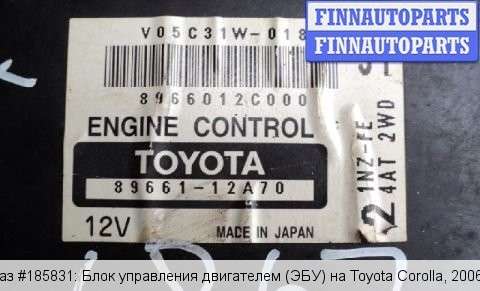 V05C31W-018
FINNAUTOPARTS
FINNAUTOPARTS
8966012C000
ENGINE CONTROL
TOYOTA
89661-12A70
12V
MADE IN JAPAN
2
1NZ-FE
4AT 2WD
аз #185831: Блок управления двигателем (ЭБУ) на Toyota Corolla, 2006